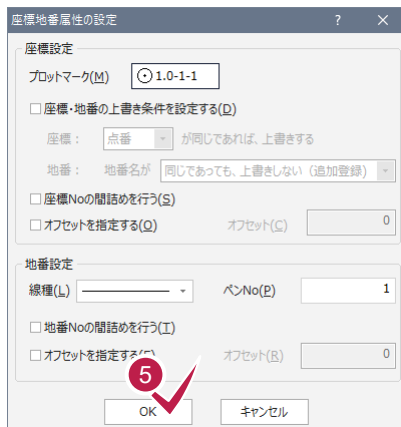 座標地番属性の設定 ? ×
座標設定
プロットマーク(M) 1.0-1-1
座標・地番の上書き条件を設定する(D)
座標： 点番 が同じであれば、上書きする
地番： 地番名が 同じであっても、上書きしない（追加登録）
座標Noの間詰めを行う(S)
オフセットを指定する(O) オフセット(C) 0
地番設定
線種(L) ペンNo(P) 1
地番Noの間詰めを行う(T)
オフセットを指定する オフセット(R) 0
5
OK キャンセル